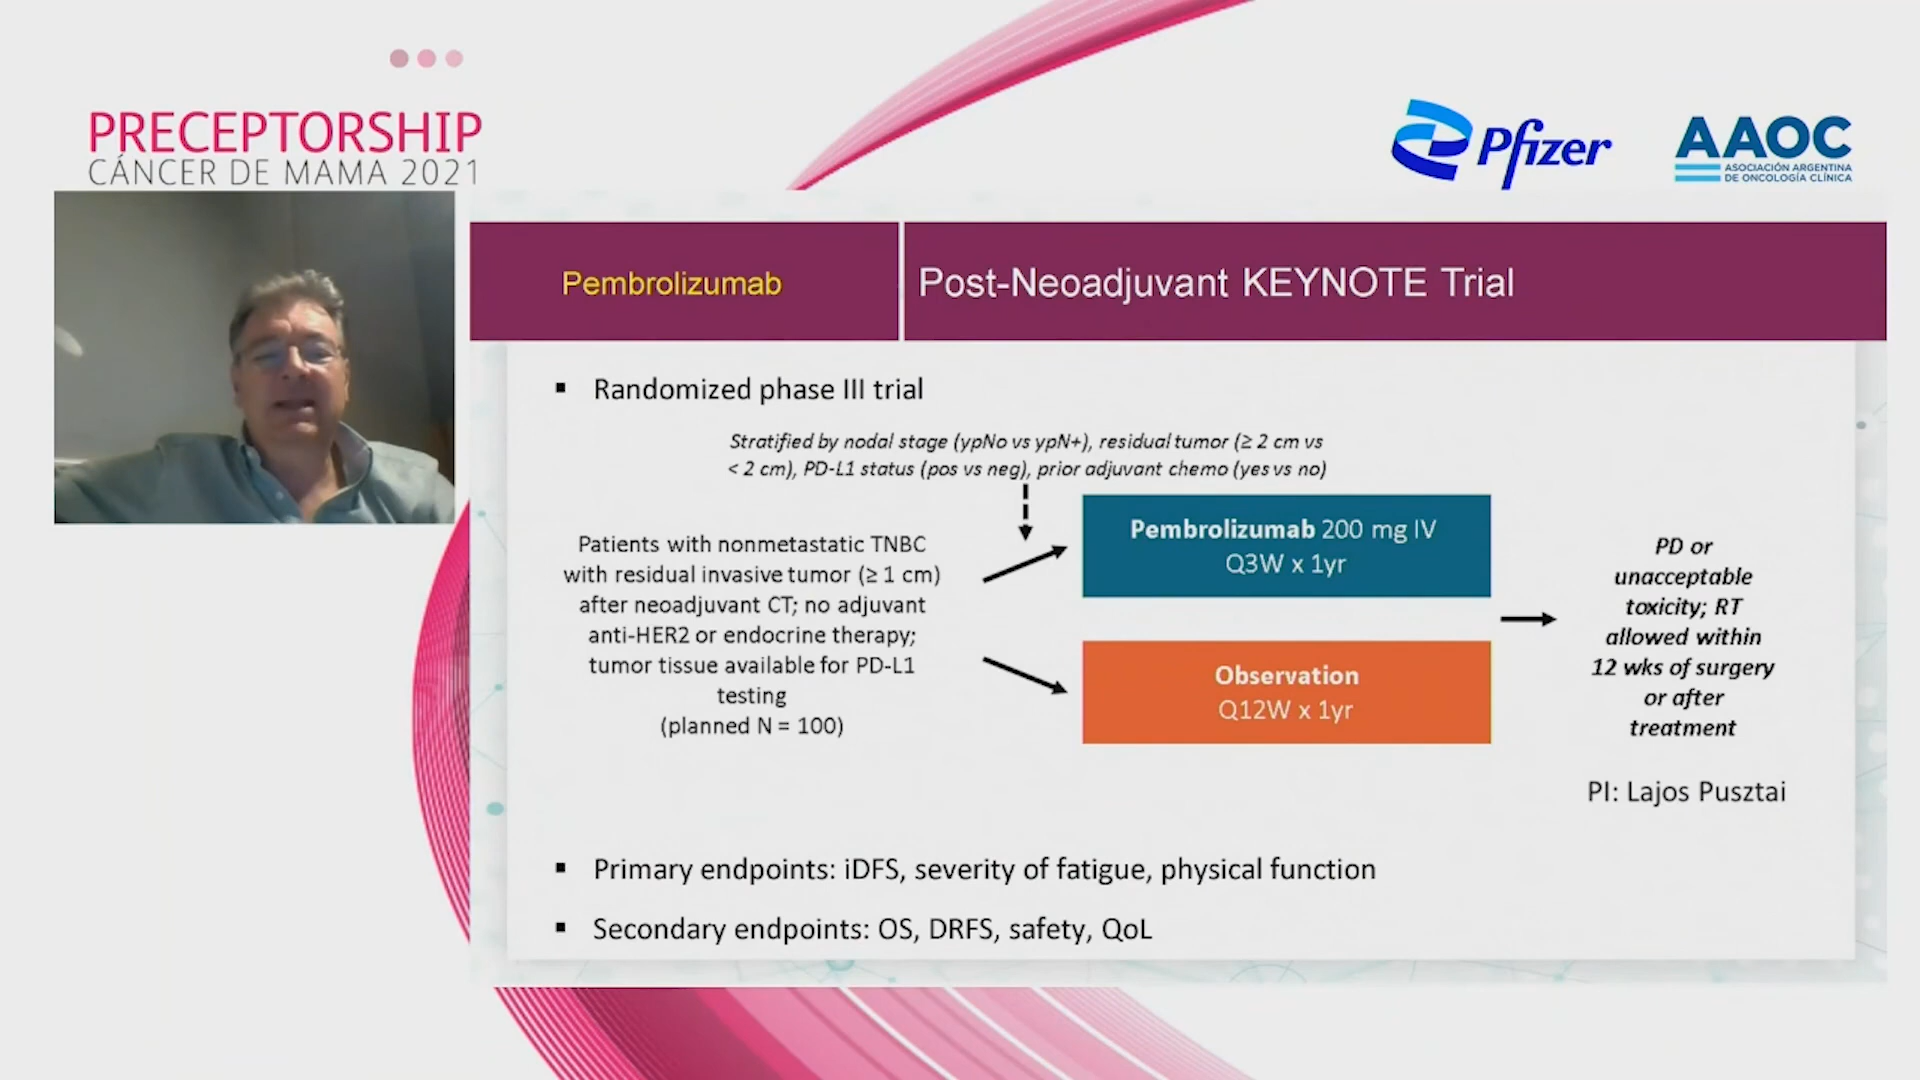 PRECEPTORSHIP
CÁNCER DE MAMA 2021
Pfizer
AAOC
ASOCIACIÓN ARGENTINA
DE ONCOLOGÍA CLÍNICA
Pembrolizumab
Post-Neoadjuvant KEYNOTE Trial
▪ Randomized phase III trial
Stratified by nodal stage (ypNo vs ypN+), residual tumor (≥ 2 cm vs
< 2 cm), PD-L1 status (pos vs neg), prior adjuvant chemo (yes vs no)
Patients with nonmetastatic TNBC
with residual invasive tumor (≥ 1 cm)
after neoadjuvant CT; no adjuvant
anti-HER2 or endocrine therapy;
tumor tissue available for PD-L1
testing
(planned N = 100)
Pembrolizumab 200 mg IV
Q3W x 1yr
Observation
Q12W x 1yr
PD or
unacceptable
toxicity; RT
allowed within
12 wks of surgery
or after
treatment
PI: Lajos Pusztai
▪ Primary endpoints: iDFS, severity of fatigue, physical function
▪ Secondary endpoints: OS, DRFS, safety, QoL